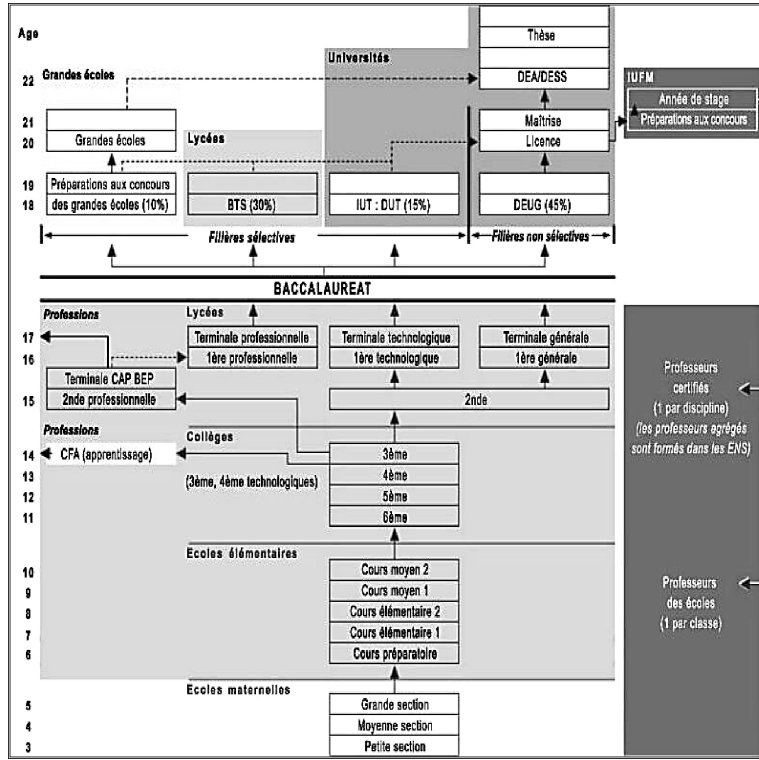 Age
Thèse
Universités
22
Grandes écoles
DEA/DESS
IUFM
Année de stage
21
Maîtrise
Préparations aux concours
20
Grandes écoles
Lycées
Licence
19
Préparations aux concours
18
des grandes écoles (10%)
BTS (30%)
IUT : DUT (15%)
DEUG (45%)
Filières sélectives
Filières non sélectives
BACCALAUREAT
Professions
Lycées
17
Terminale professionnelle
Terminale technologique
Terminale générale
16
1ère professionnelle
1ère technologique
1ère générale
Terminale CAP BEP
15
2nde professionnelle
2nde
Professeurs
certifiés
(1 par discipline)
(les professeurs agrégés
sont formés dans les ENS)
Professions
Collèges
14
CFA (apprentissage)
3ème
13
(3ème, 4ème technologiques)
4ème
12
5ème
11
6ème
Ecoles élémentaires
10
Cours moyen 2
9
Cours moyen 1
8
Cours élémentaire 2
7
Cours élémentaire 1
6
Cours préparatoire
Professeurs
des écoles
(1 par classe)
Ecoles maternelles
5
Grande section
4
Moyenne section
3
Petite section